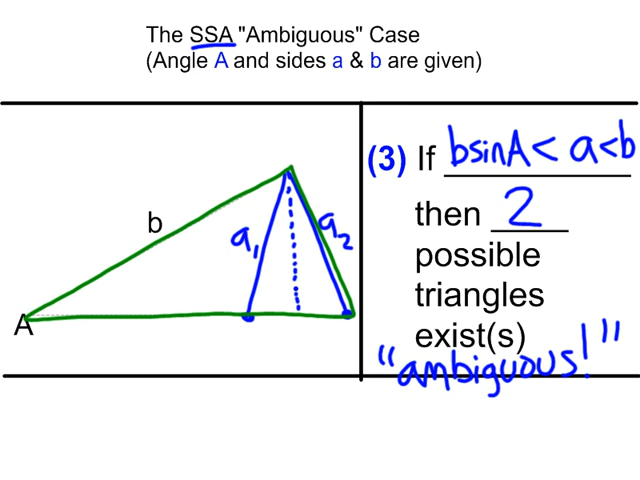 The SSA "Ambiguous" Case
(Angle A and sides a & b are given)
b
a₁
a₂
A
(3) If bsinA < a<b
then 2
possible
triangles
exist(s)
"ambiguous!"